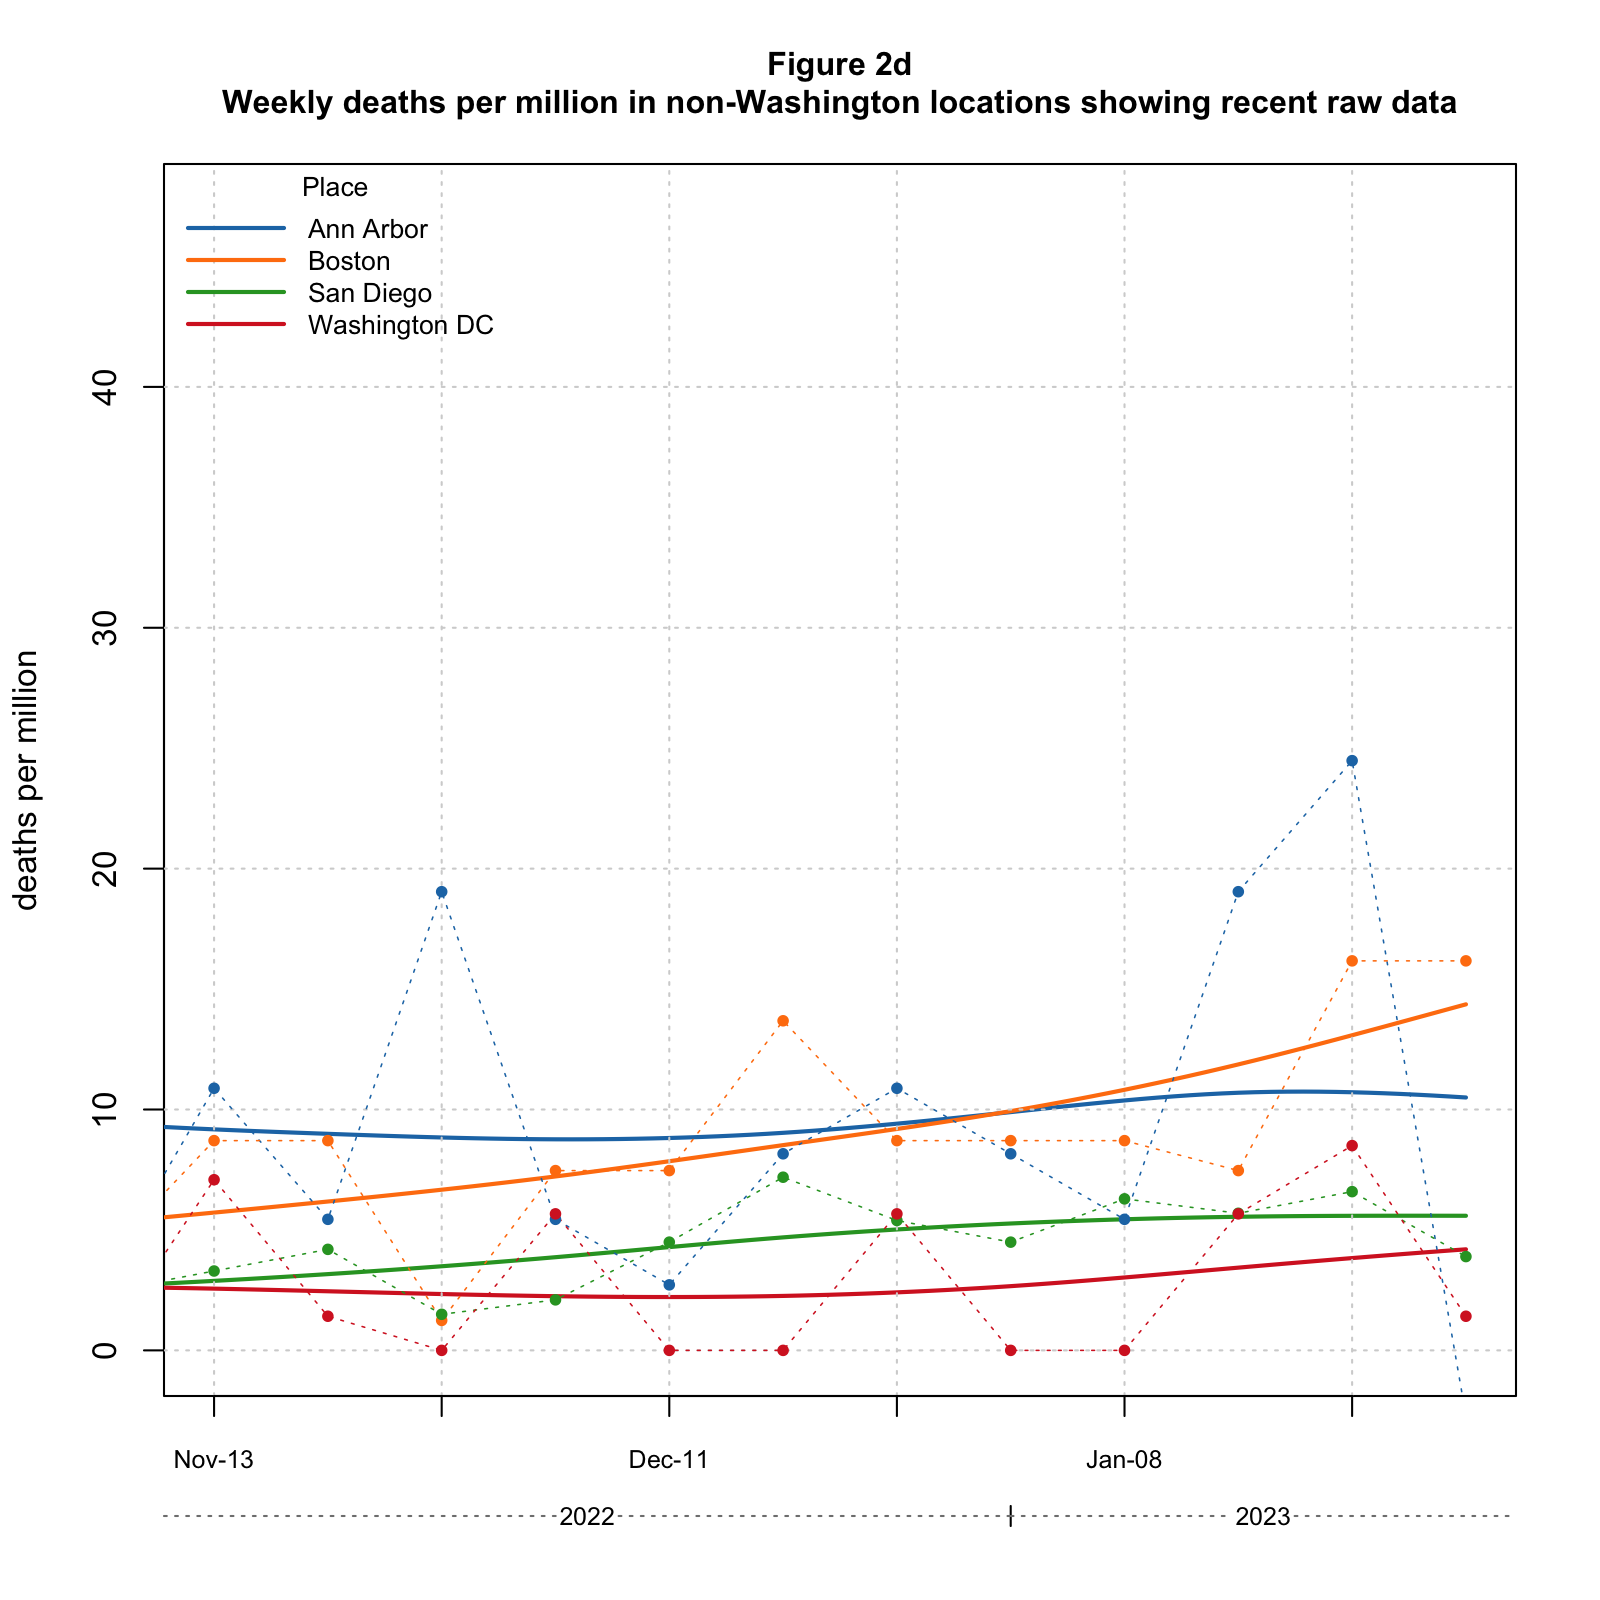 Figure 2d
Weekly deaths per million in non-Washington locations showing recent raw data
Place
Ann Arbor
Boston
San Diego
Washington DC
deaths per million
40
30
20
10
0
Nov-13
Dec-11
Jan-08
2022
2023